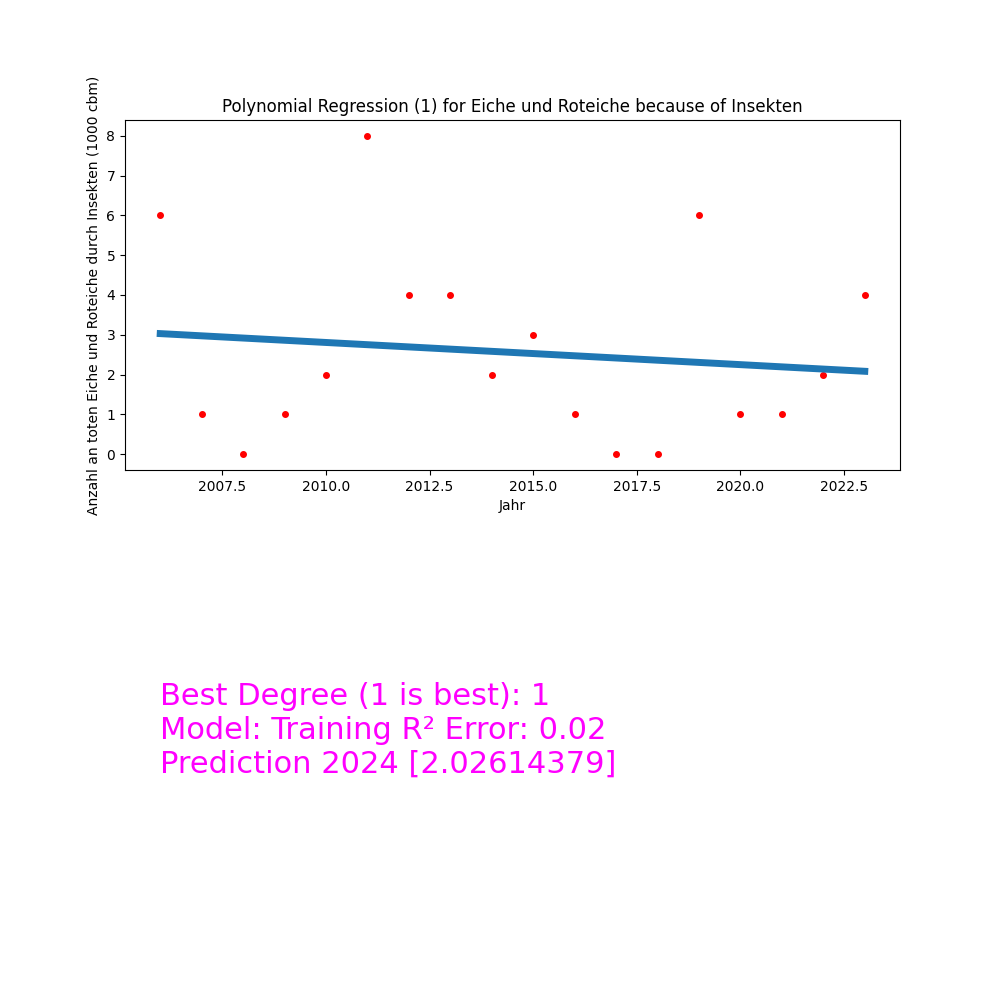 Polynomial Regression (1) for Eiche und Roteiche because of Insekten
Anzahl an toten Eiche und Roteiche durch Insekten (1000 cbm)
8
7
6
5
4
3
2
1
0
2007.5 2010.0 2012.5 2015.0 2017.5 2020.0 2022.5
Jahr
Best Degree (1 is best): 1
Model: Training R² Error: 0.02
Prediction 2024 [2.02614379]